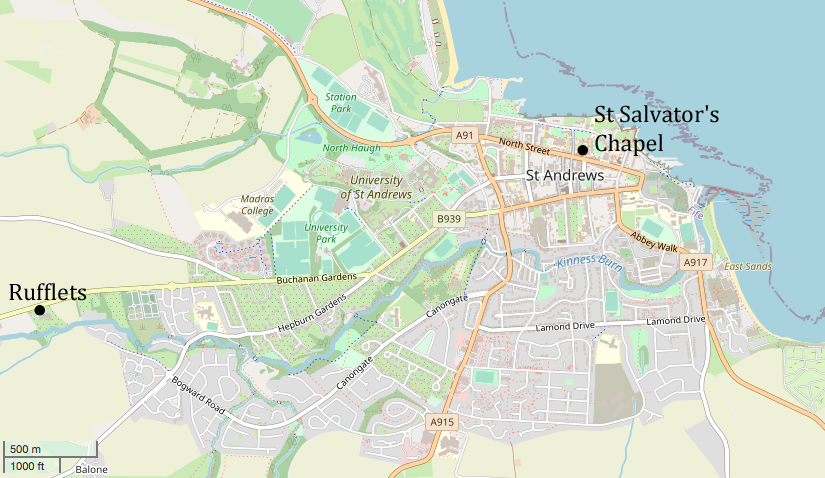 St Salvator's
Chapel
Station
Park
A91
North Street
North Haugh
University
of St Andrews
St Andrews
Madras
College
University
Park
B939
Abbey Walk
Kinness Burn
A917
East Sands
Buchanan Gardens
Rufflets
Hepburn Gardens
Canongate
Lamond Drive
Lamond Drive
Canongate
Bogward Road
A915
500 m
1000 ft
Balone